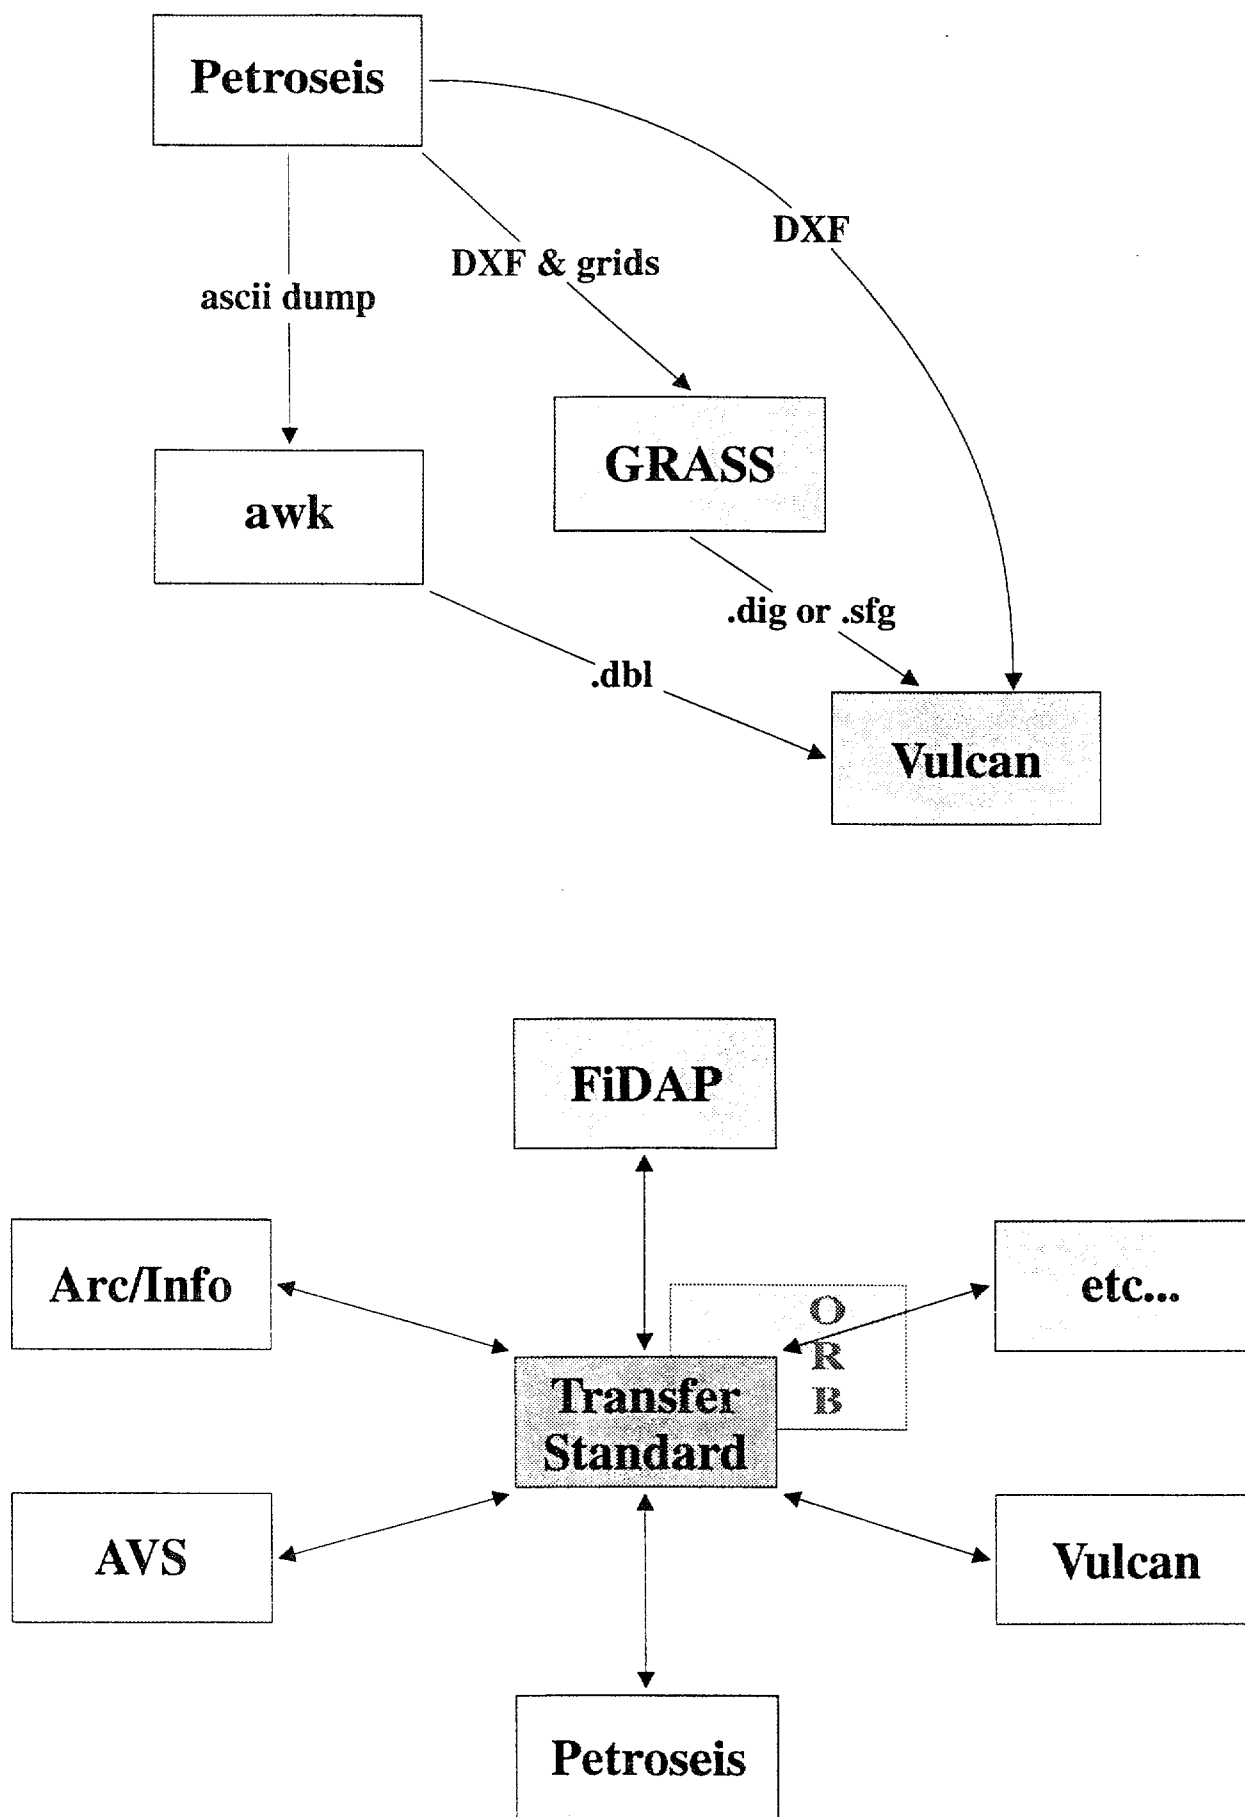 Petroseis
DXF
DXF & grids
ascii dump
GRASS
awk
.dig or .sfg
.dbl
Vulcan
FiDAP
Arc/Info
etc...
O
R
B
Transfer
Standard
AVS
Vulcan
Petroseis